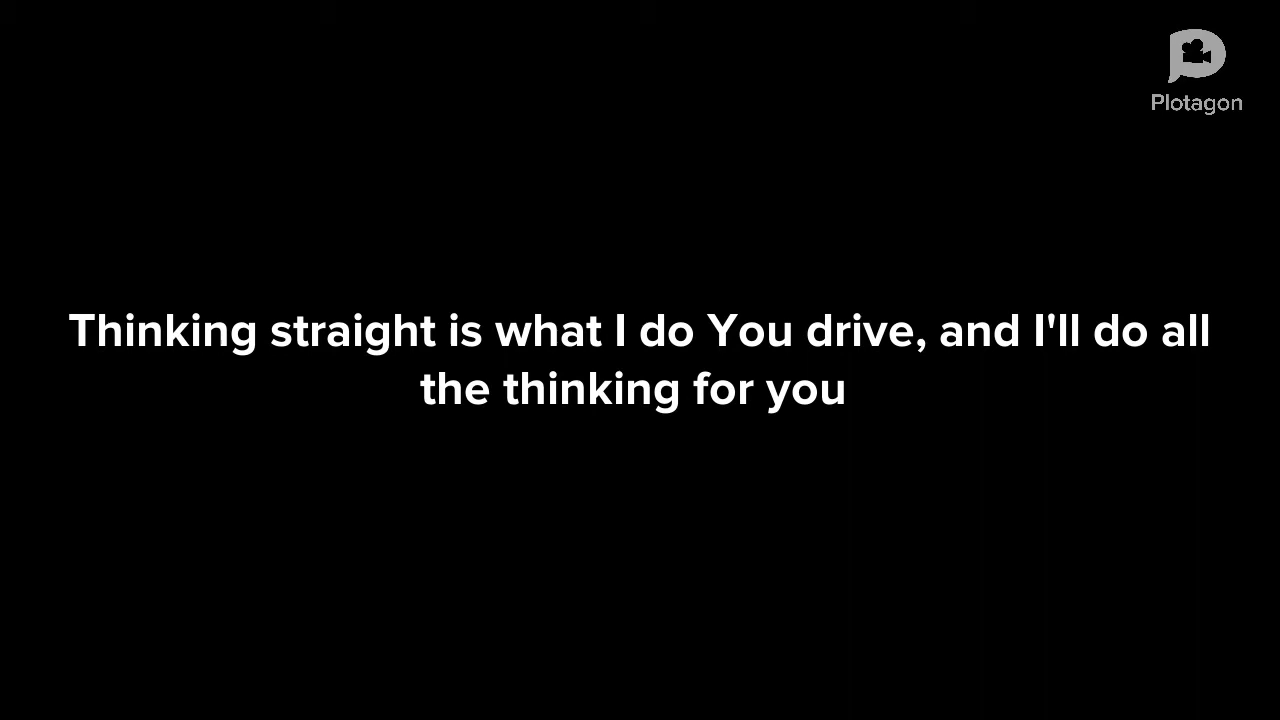 Plotagon
Thinking straight is what I do You drive, and I'll do all
the thinking for you